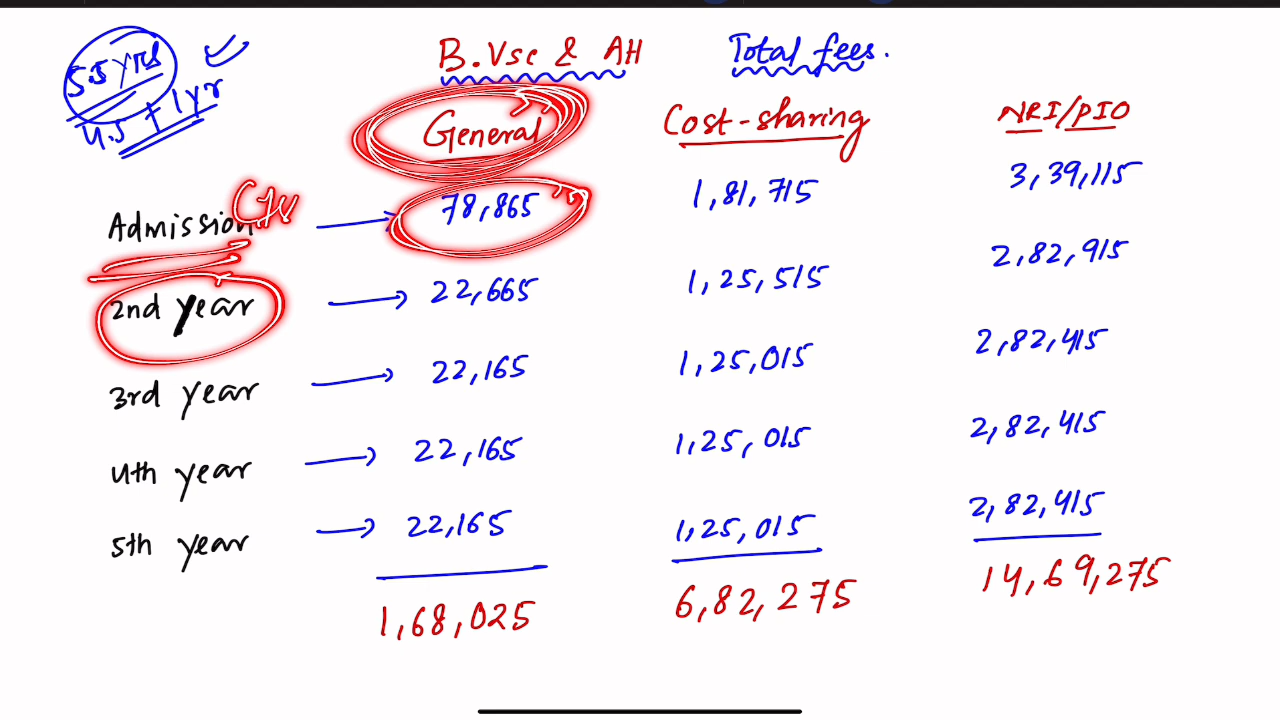 5.5 yrs
4.5 + 1yr
B.Vsc & AH Total fees.
General Cost-sharing NRI/PIO
Admission → 78,865 1,81,715 3,39,115
2nd year → 22,665 1,25,515 2,82,915
3rd year → 22,165 1,25,015 2,82,415
4th year → 22,165 1,25,015 2,82,415
5th year → 22,165 1,25,015 2,82,415
1,68,025 6,82,275 14,69,275